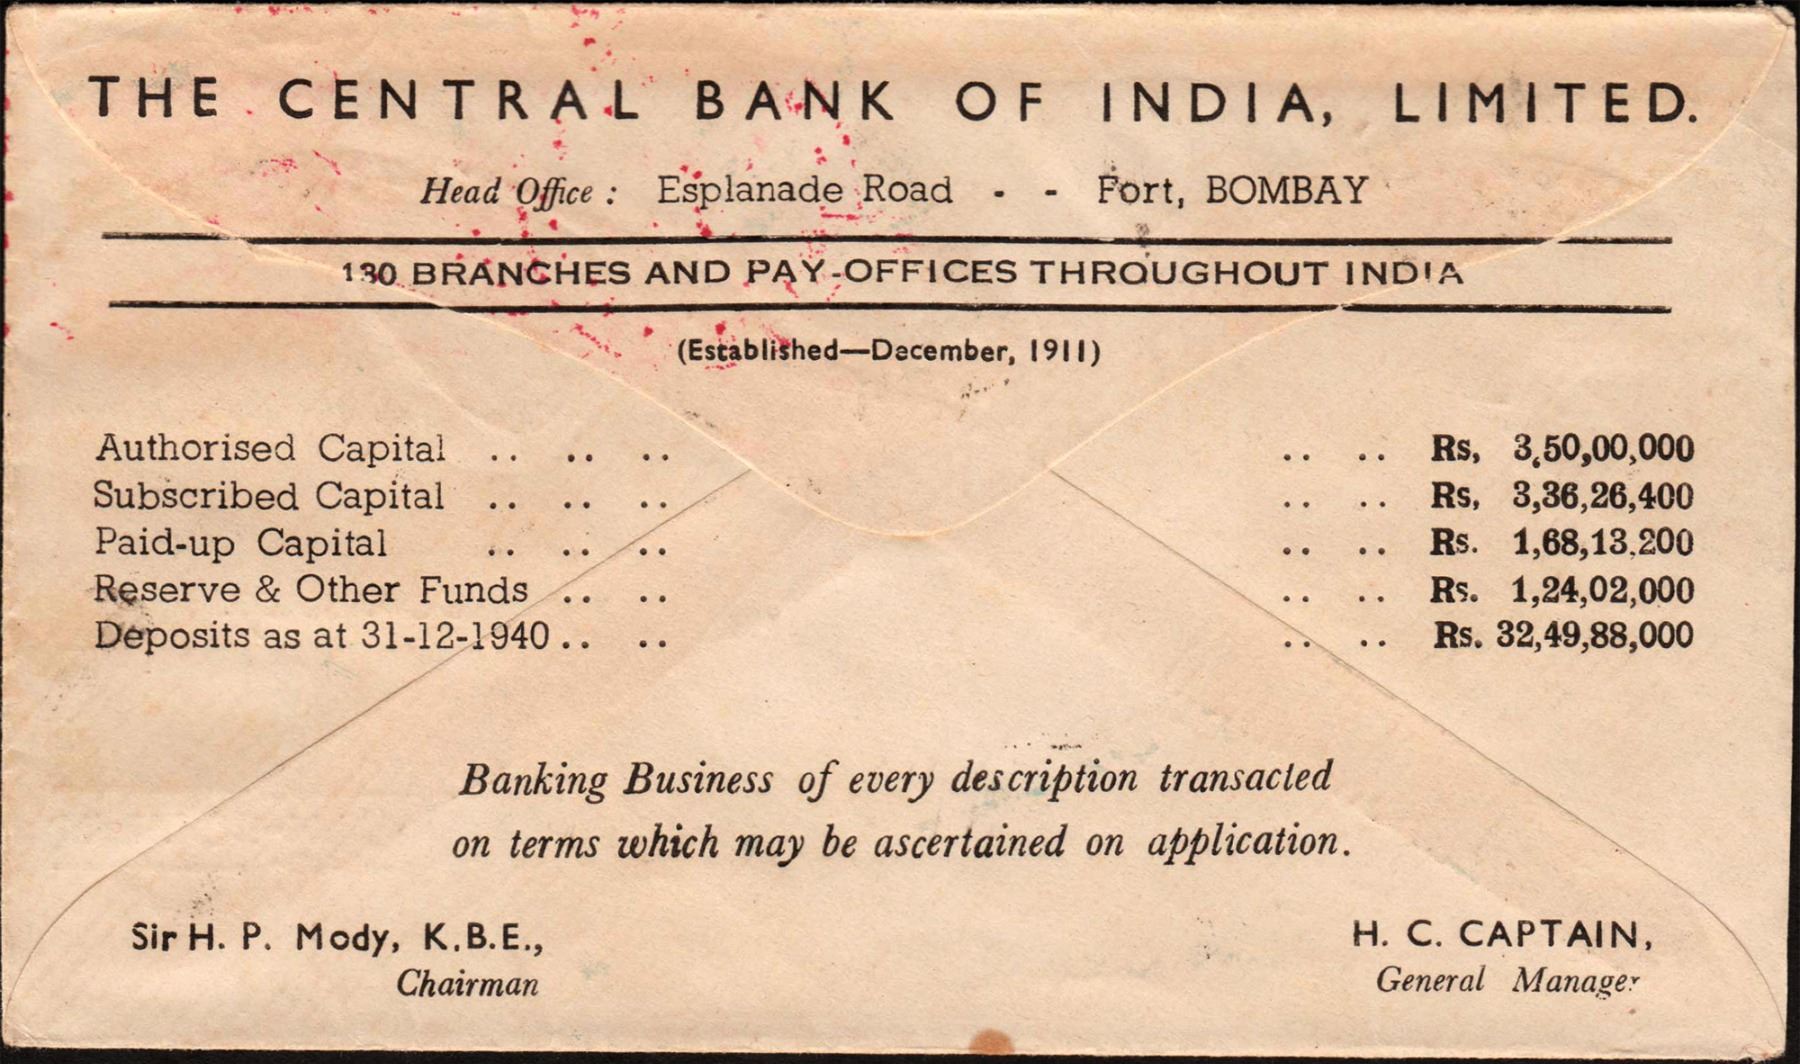 THE CENTRAL BANK OF INDIA, LIMITED.
Head Office : Esplanade Road - - Fort, BOMBAY
130 BRANCHES AND PAY-OFFICES THROUGHOUT INDIA
(Established—December, 1911)
Authorised Capital .. .. .. .. .. Rs, 3,50,00,000
Subscribed Capital .. .. .. .. .. Rs, 3,36,26,400
Paid-up Capital .. .. .. .. .. Rs. 1,68,13,200
Reserve & Other Funds .. .. .. .. Rs. 1,24,02,000
Deposits as at 31-12-1940 .. .. .. .. Rs. 32,49,88,000
Banking Business of every description transacted
on terms which may be ascertained on application.
Sir H. P. Mody, K.B.E., H. C. CAPTAIN,
Chairman General Manager